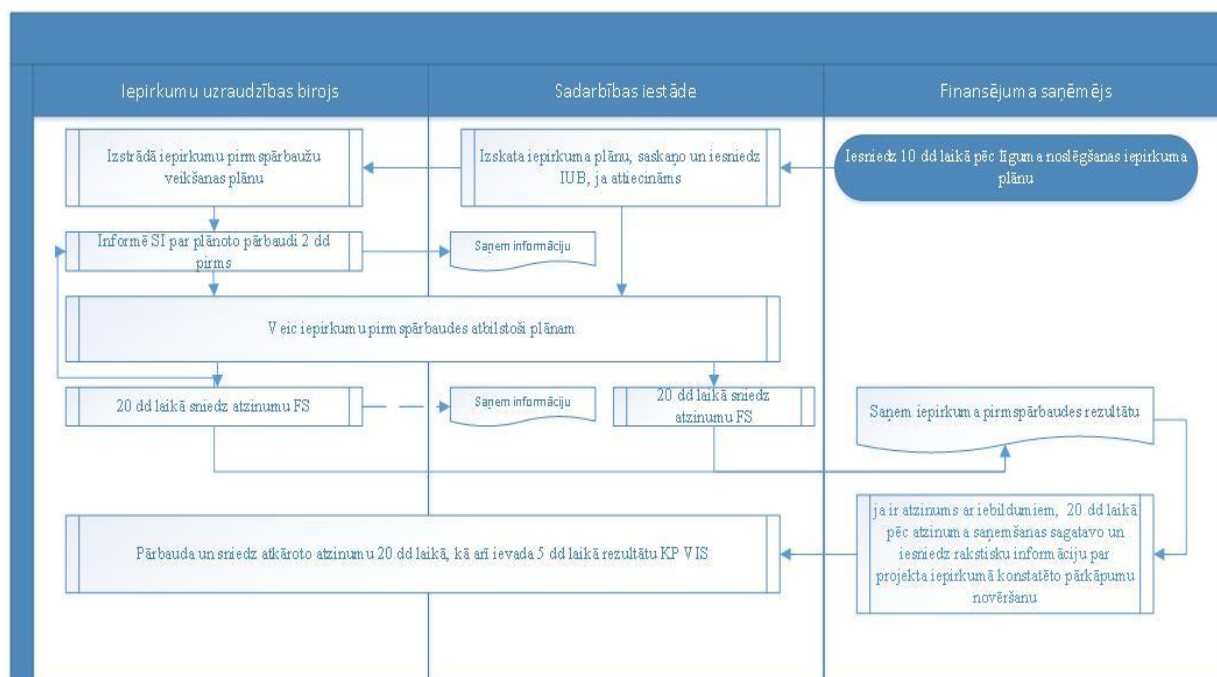 Iepirkumu uzraudzības birojs
Sadarbības iestāde
Finansējuma saņēmējs
Izstrādā iepirkumu pirmspārbaužu
veikšanas plānu
Izskata iepirkuma plānu, saskaņo un iesniedz
IUB, ja attiecināms
Iesniedz 10 dd laikā pēc līguma noslēgšanas iepirkuma
plānu
Informē SI par plānoto pārbaudi 2 dd
pirms
Saņem informāciju
Veic iepirkumu pirmspārbaudes atbilstoši plānam
20 dd laikā sniedz atzinumu FS
Saņem informāciju
20 dd laikā sniedz
atzinumu FS
Saņem iepirkuma pirmspārbaudes rezultātu
Pārbauda un sniedz atkāroto atzinumu 20 dd laikā, kā arī ievada 5 dd laikā rezultātu KP VIS
ja ir atzinums ar iebildumiem, 20 dd laikā
pēc atzinuma saņemšanas sagatavo un
iesniedz rakstisku informāciju par
projekta iepirkumā konstatēto pārkāpumu
novēršanu